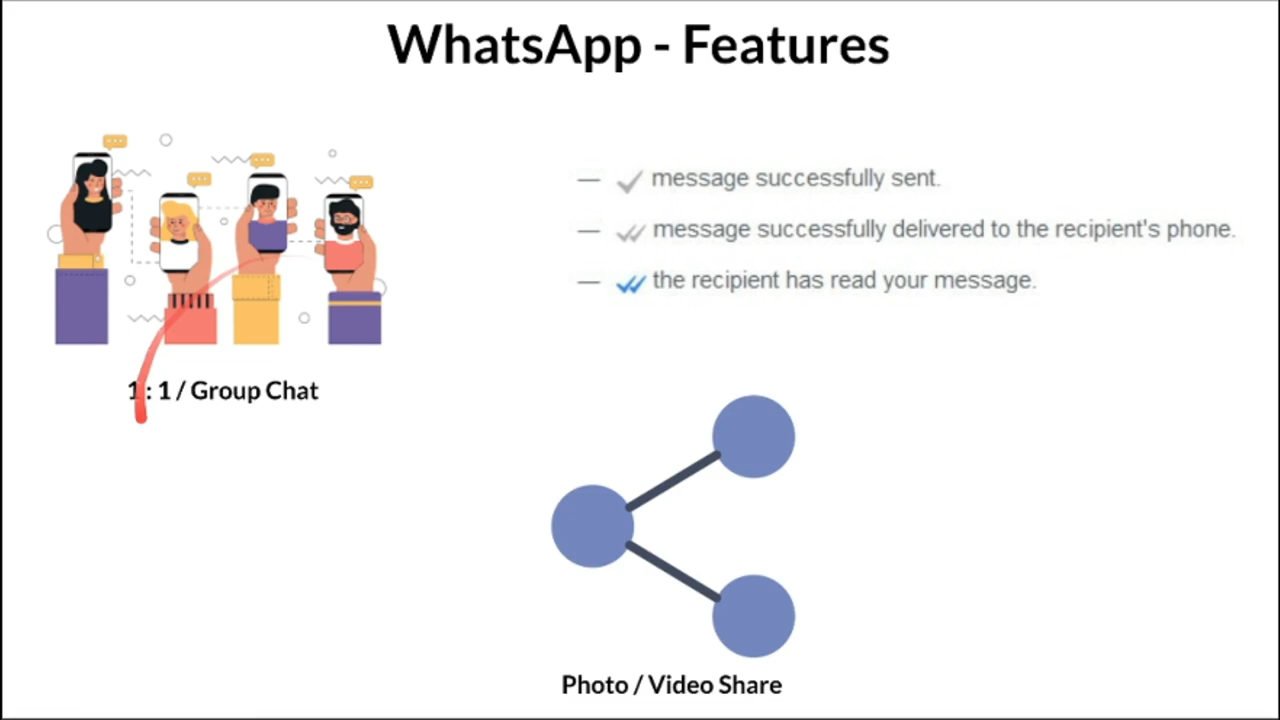 WhatsApp - Features
— message successfully sent.
— message successfully delivered to the recipient's phone.
— the recipient has read your message.
1 : 1 / Group Chat
Photo / Video Share